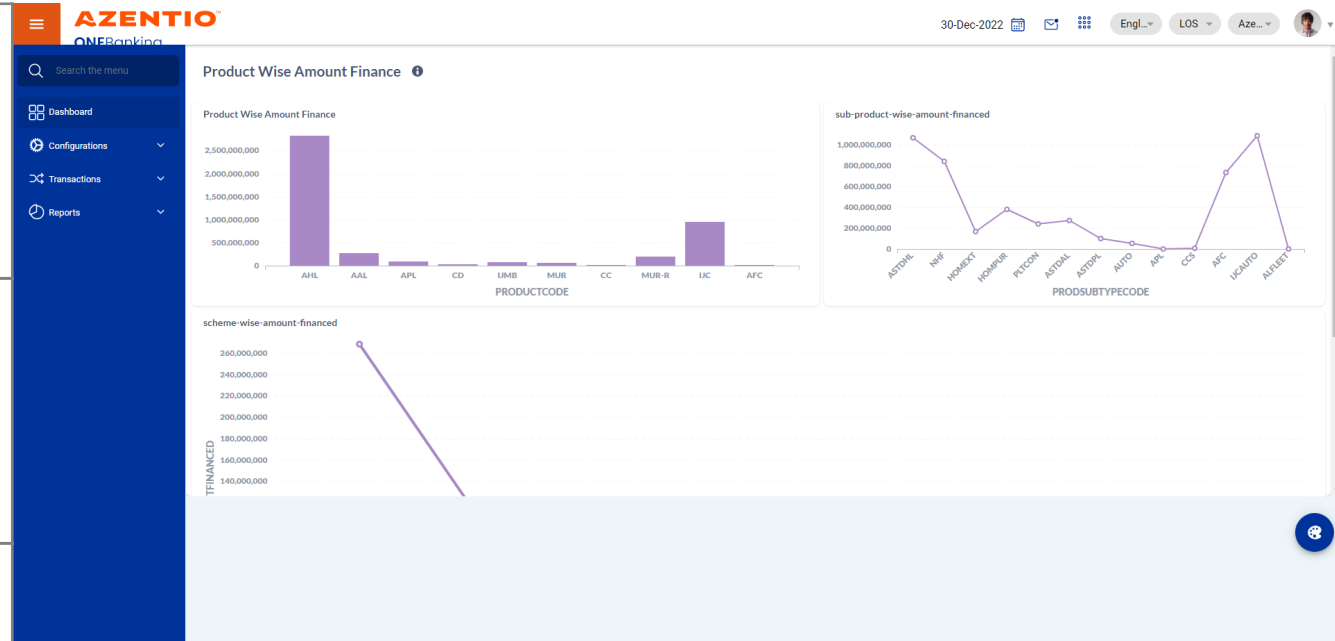 AZENTIO
ONEBanking
30-Dec-2022
Engl...
LOS
Aze...
Search the menu
Dashboard
Configurations
Transactions
Reports
Product Wise Amount Finance
Product Wise Amount Finance
2,500,000,000
2,000,000,000
1,500,000,000
1,000,000,000
500,000,000
0
AHL AAL APL CD IJMB MUR CC MUR-R IJC AFC
PRODUCTCODE
sub-product-wise-amount-financed
1,000,000,000
800,000,000
600,000,000
400,000,000
200,000,000
0
ASTDHL NHF HOMEXT HOMPUR PLTCON ASTDAL ASTDPL AUTO APL CCS AFC IJCAUTO ALFLEET
PRODSUBTYPECODE
scheme-wise-amount-financed
260,000,000
240,000,000
220,000,000
200,000,000
180,000,000
160,000,000
140,000,000
TFINANCED